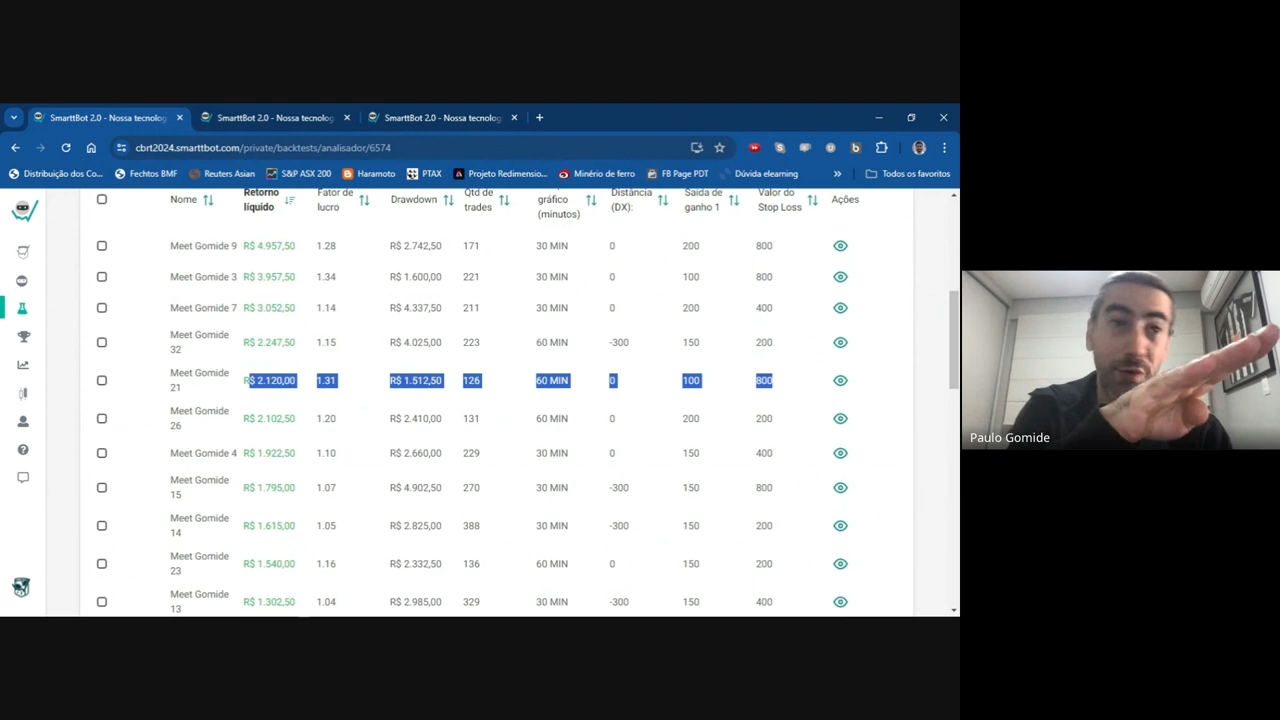 SmarttBot 2.0 - Nossa tecnolog
SmarttBot 2.0 - Nossa tecnolog
SmarttBot 2.0 - Nossa tecnolog
cbrt2024.smarttbot.com/private/backtests/analisador/6574
Distribuição dos Co... Fechtos BMF Reuters Asian S&P ASX 200 Haramoto PTAX Projeto Redimensio... Minério de ferro FB Page PDT Dúvida elearning » Todos os favoritos
Nome Retorno líquido Fator de lucro Drawdown Qtd de trades gráfico (minutos) Distância (DX): Saída de ganho 1 Valor do Stop Loss Ações
Meet Gomide 9 R$ 4.957,50 1.28 R$ 2.742,50 171 30 MIN 0 200 800
Meet Gomide 3 R$ 3.957,50 1.34 R$ 1.600,00 221 30 MIN 0 100 800
Meet Gomide 7 R$ 3.052,50 1.14 R$ 4.337,50 211 30 MIN 0 200 400
Meet Gomide 32 R$ 2.247,50 1.15 R$ 4.025,00 223 60 MIN -300 150 200
Meet Gomide 21 R$ 2.120,00 1.31 R$ 1.512,50 126 60 MIN 0 100 800
Meet Gomide 26 R$ 2.102,50 1.20 R$ 2.410,00 131 60 MIN 0 200 200
Meet Gomide 4 R$ 1.922,50 1.10 R$ 2.660,00 229 30 MIN 0 150 400
Meet Gomide 15 R$ 1.795,00 1.07 R$ 4.902,50 270 30 MIN -300 150 800
Meet Gomide 14 R$ 1.615,00 1.05 R$ 2.825,00 388 30 MIN -300 150 200
Meet Gomide 23 R$ 1.540,00 1.16 R$ 2.332,50 136 60 MIN 0 150 200
Meet Gomide 13 R$ 1.302,50 1.04 R$ 2.985,00 329 30 MIN -300 150 400
Paulo Gomide